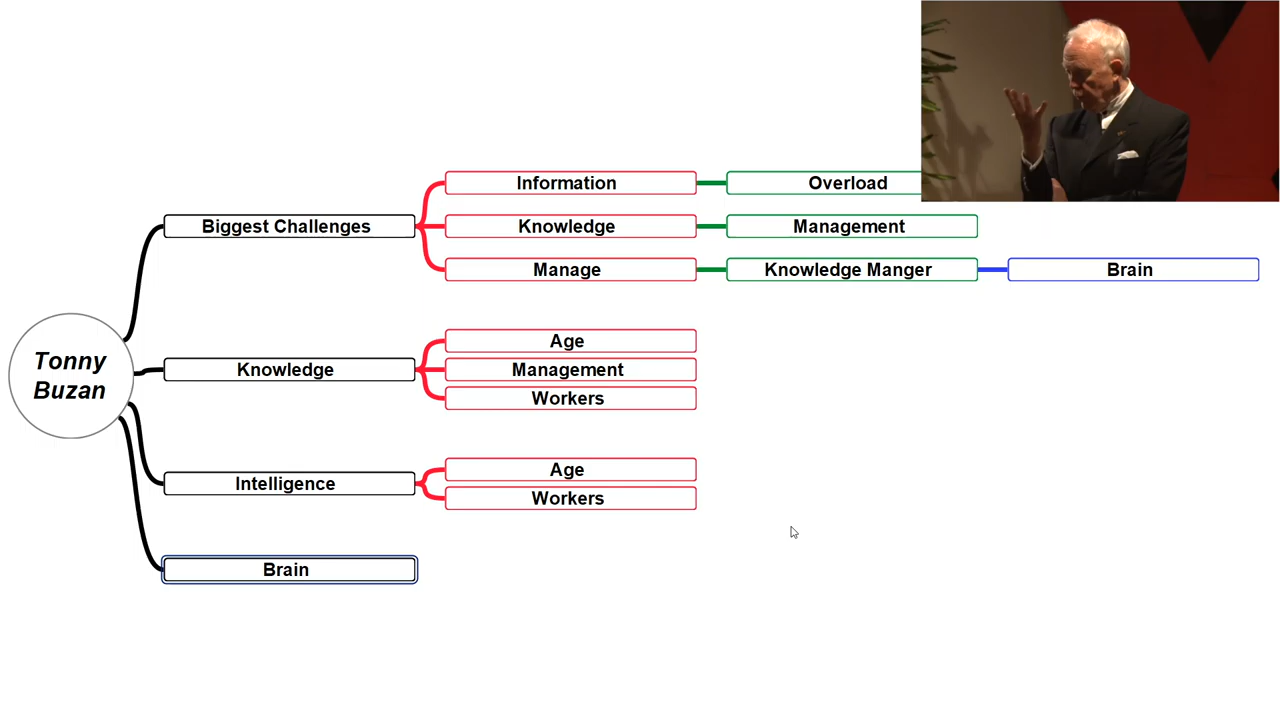 Tonny
Buzan
Biggest Challenges
Information
Overload
Knowledge
Management
Manage
Knowledge Manger
Brain
Knowledge
Age
Management
Workers
Intelligence
Age
Workers
Brain